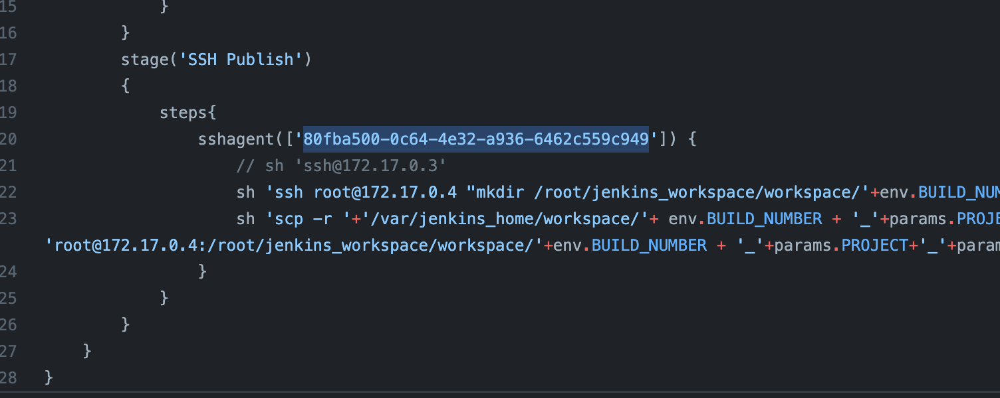 15 }
16 }
17 stage('SSH Publish')
18 {
19 steps{
20 sshagent(['80fba500-0c64-4e32-a936-6462c559c949']) {
21 // sh 'ssh@172.17.0.3'
22 sh 'ssh root@172.17.0.4 "mkdir /root/jenkins_workspace/workspace/'+env.BUILD_NUM
23 sh 'scp -r '+'/var/jenkins_home/workspace/'+ env.BUILD_NUMBER + '_'+params.PROJE
'root@172.17.0.4:/root/jenkins_workspace/workspace/'+env.BUILD_NUMBER + '_'+params.PROJECT+'_'+param
24 }
25 }
26 }
27 }
28 }